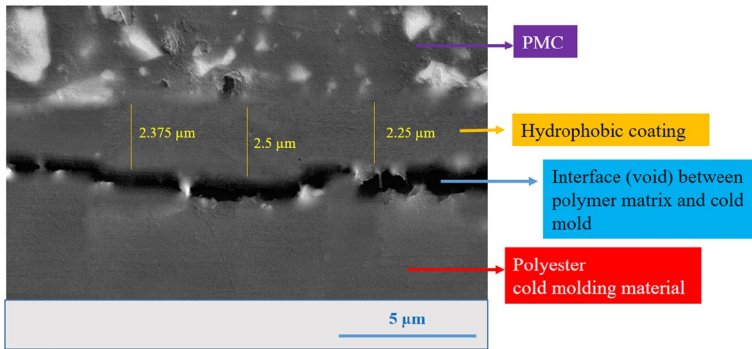 PMC
2.375 µm
2.5 µm
2.25 µm
Hydrophobic coating
Interface (void) between
polymer matrix and cold
mold
Polyester
cold molding material
5 µm